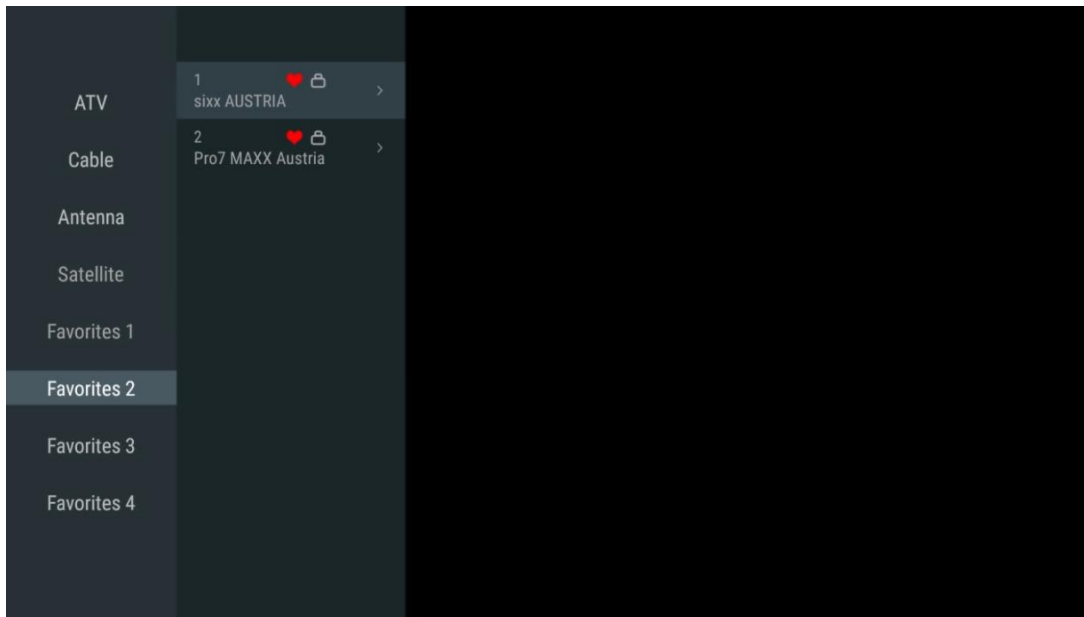 ATV
Cable
Antenna
Satellite
Favorites 1
Favorites 2
Favorites 3
Favorites 4
1
sixx AUSTRIA
2
Pro7 MAXX Austria